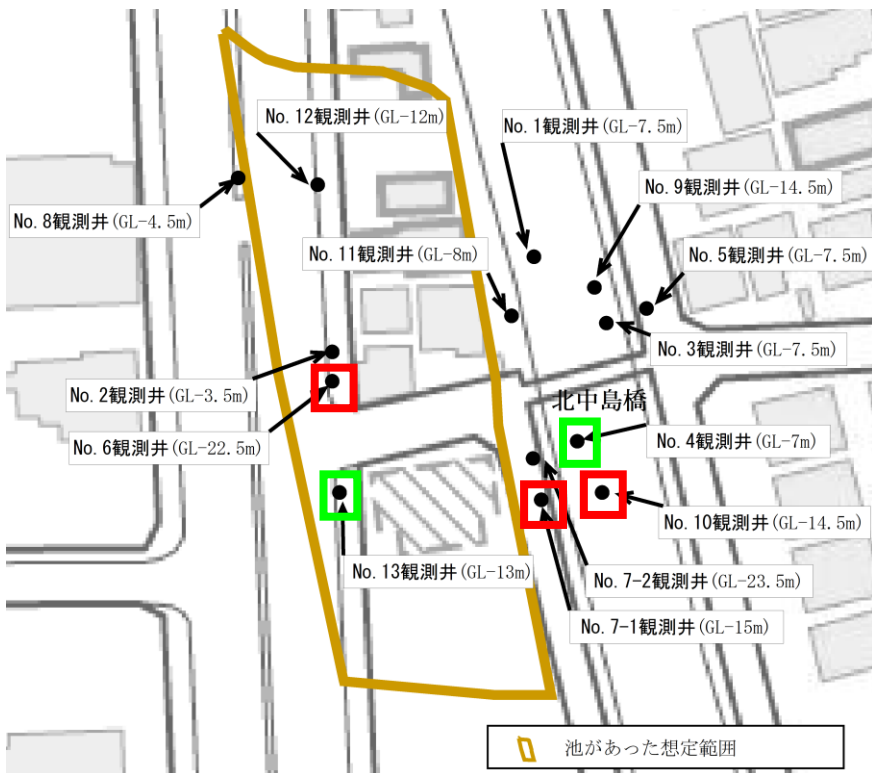 No. 12観測井(GL-12m)
No. 1観測井(GL-7.5m)
No. 9観測井(GL-14.5m)
No. 8観測井(GL-4.5m)
No. 11観測井(GL-8m)
No. 5観測井(GL-7.5m)
No. 3観測井(GL-7.5m)
No. 2観測井(GL-3.5m)
北中島橋
No. 6観測井(GL-22.5m)
No. 4観測井(GL-7m)
No. 10観測井(GL-14.5m)
No. 13観測井(GL-13m)
No. 7-2観測井(GL-23.5m)
No. 7-1観測井(GL-15m)
池があった想定範囲